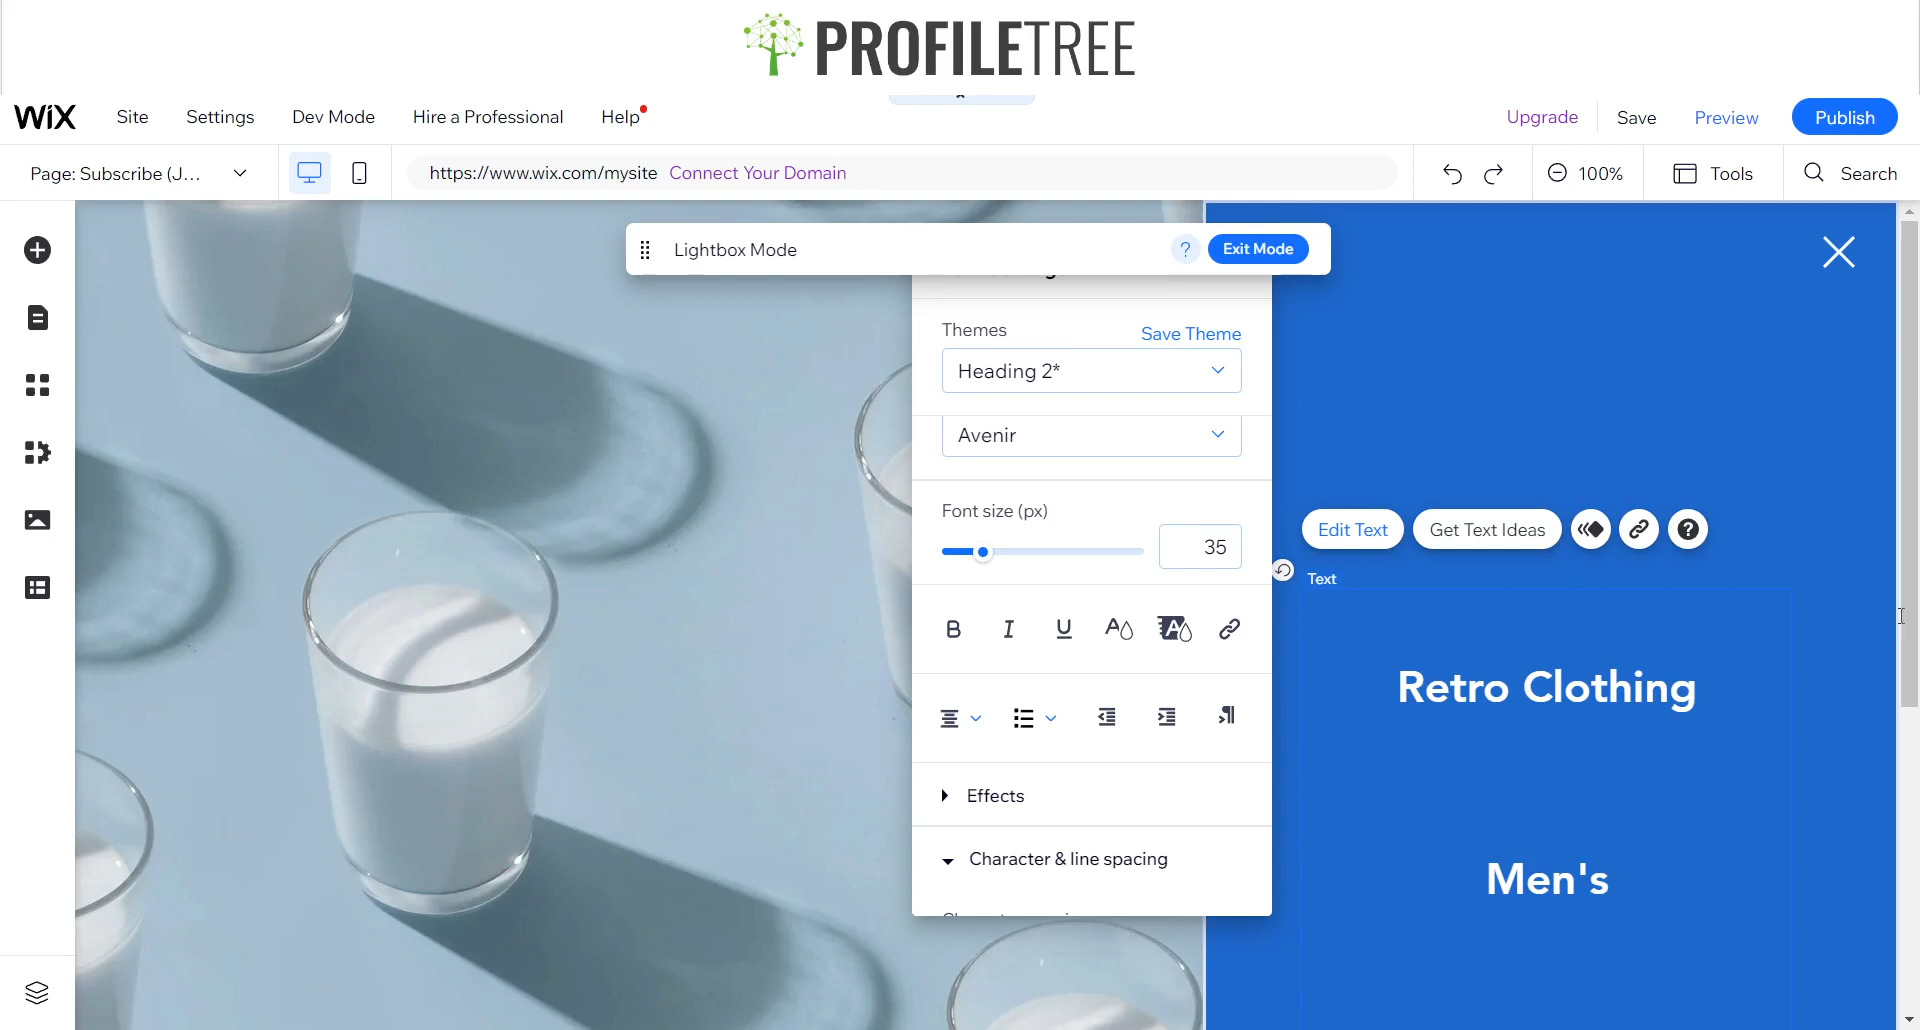 PROFILETREE
WiX
Site
Settings
Dev Mode
Hire a Professional
Help
Upgrade
Save
Preview
Publish
Page: Subscribe (J...
https://www.wix.com/mysite Connect Your Domain
100%
Tools
Search
Lightbox Mode
?
Exit Mode
Themes
Save Theme
Heading 2*
Avenir
Font size (px)
35
B
I
U
A
A
Effects
Character & line spacing
Edit Text
Get Text Ideas
?
Text
Retro Clothing
Men's